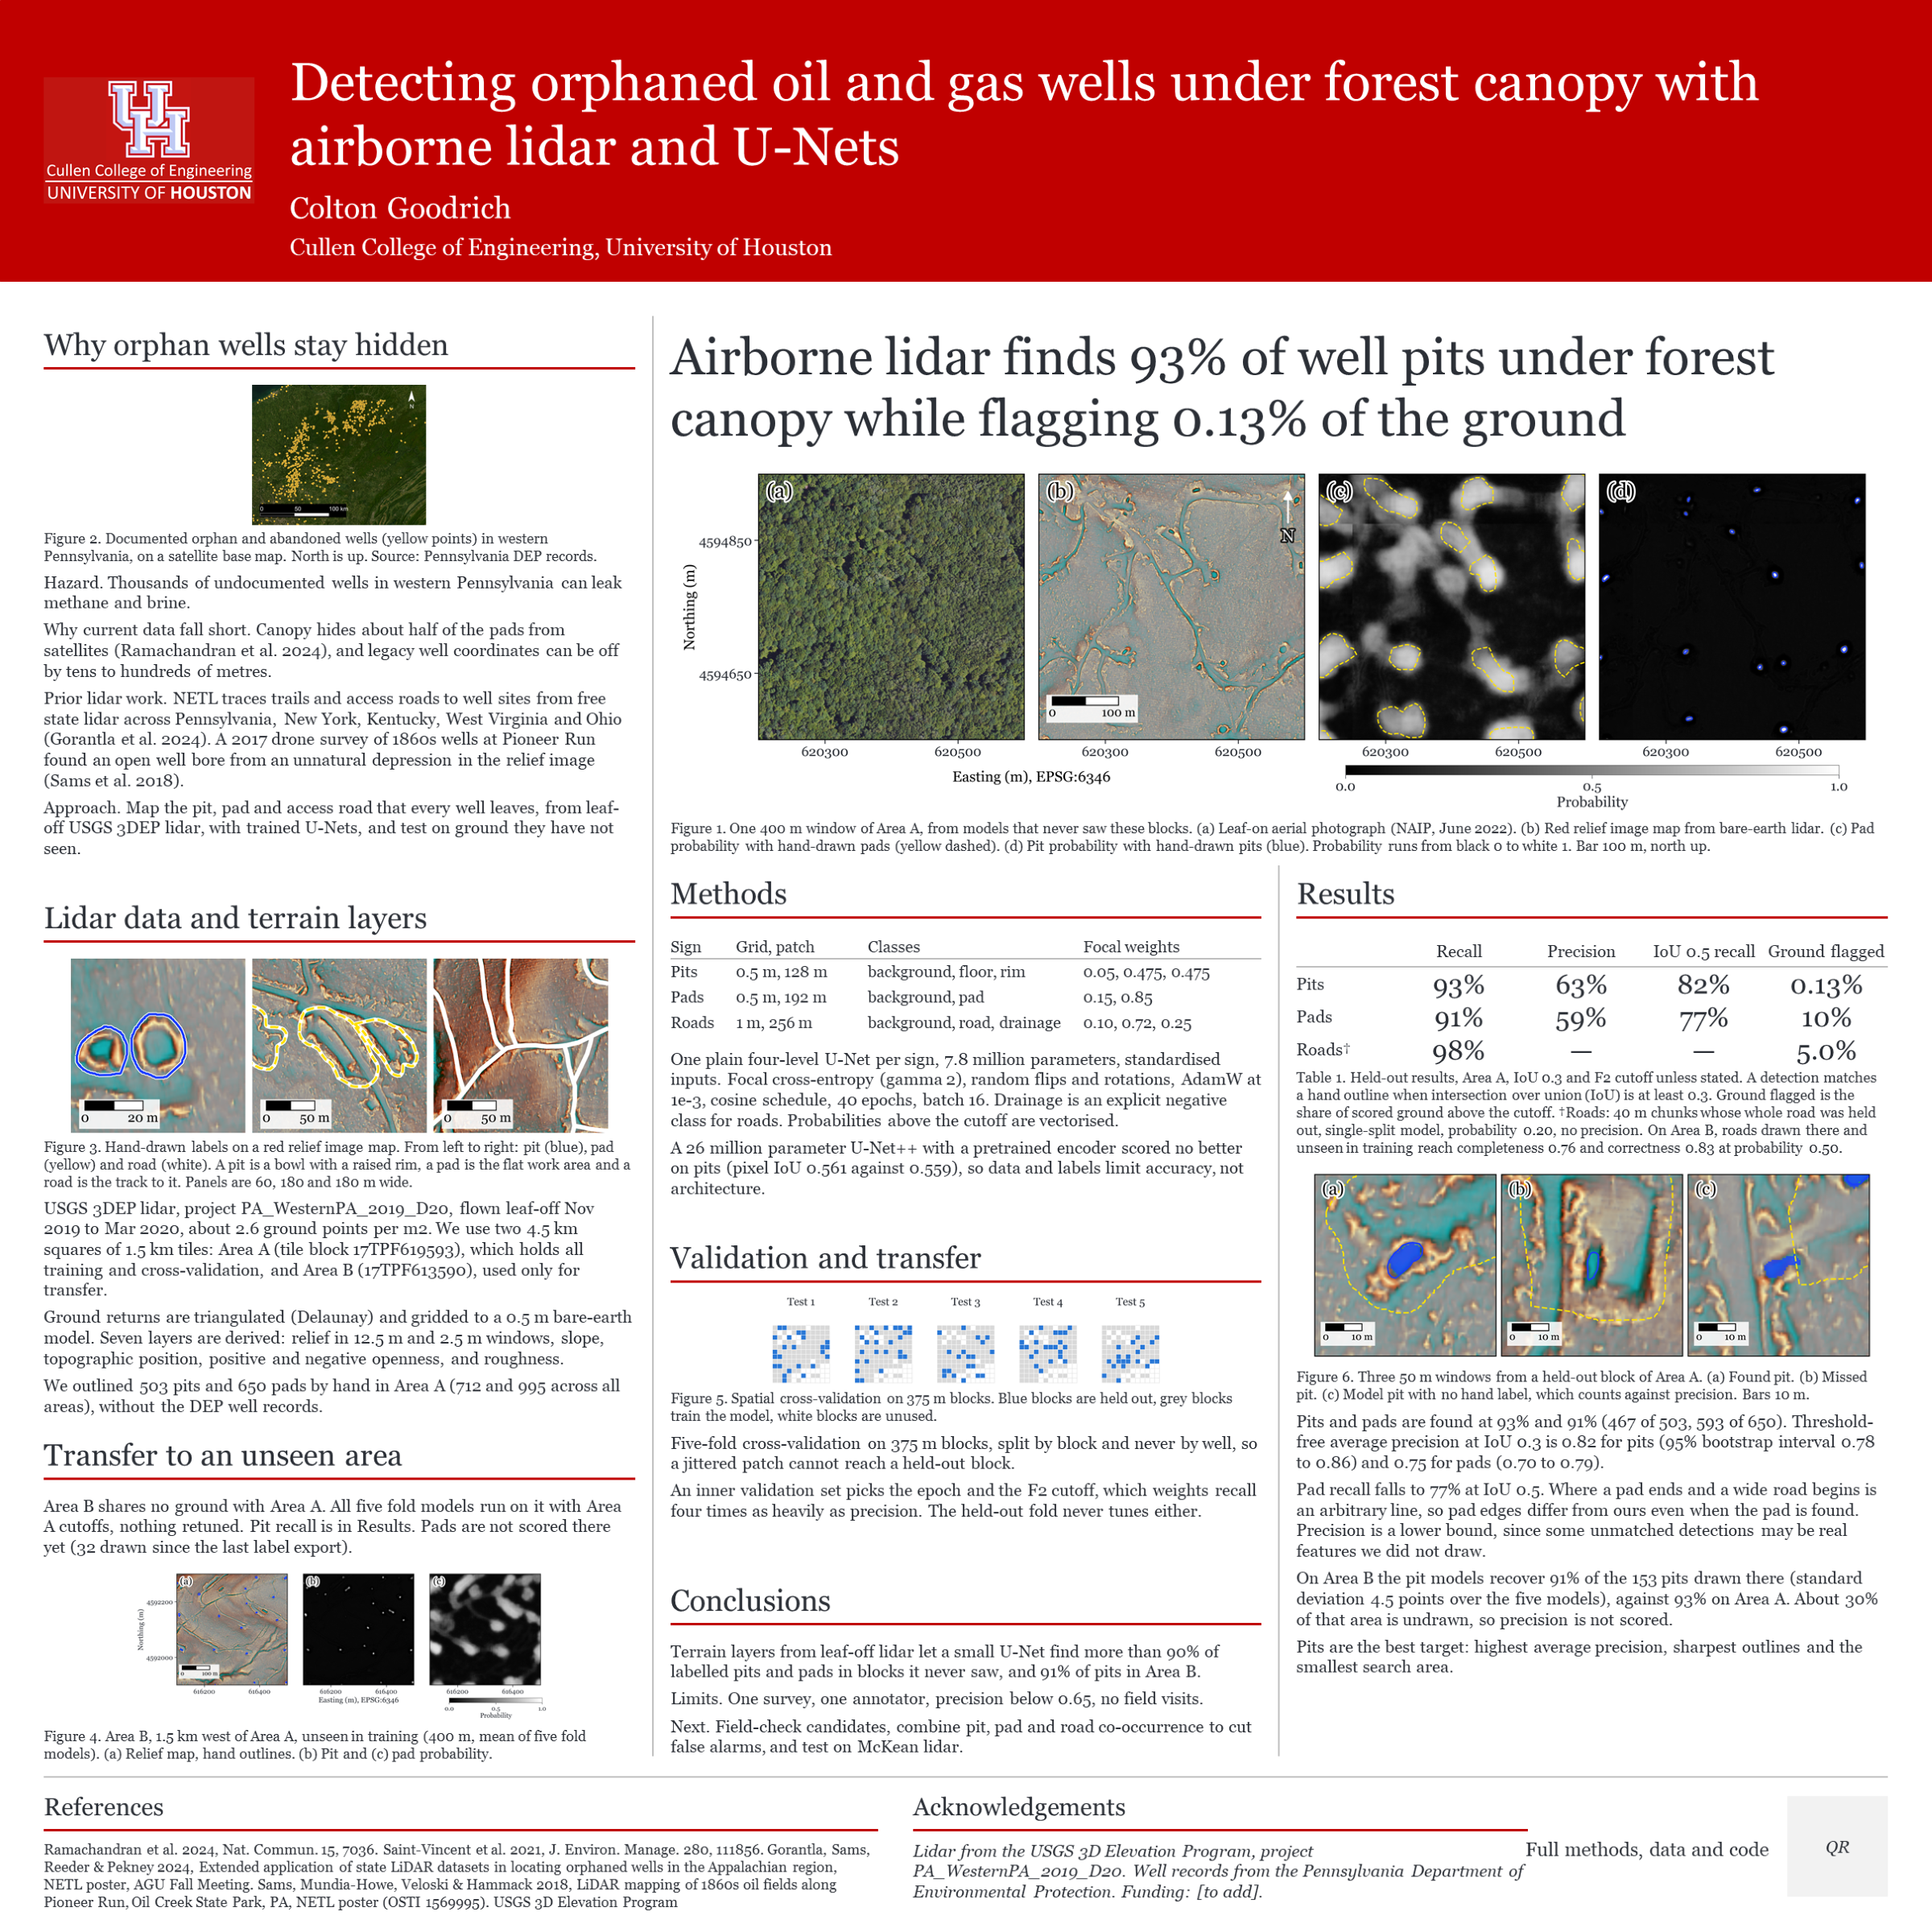 UH
Cullen College of Engineering
UNIVERSITY OF HOUSTON
Detecting orphaned oil and gas wells under forest canopy with
airborne lidar and U-Nets
Colton Goodrich
Cullen College of Engineering, University of Houston
Why orphan wells stay hidden
N
0 50 100 km
Figure 2. Documented orphan and abandoned wells (yellow points) in western
Pennsylvania, on a satellite base map. North is up. Source: Pennsylvania DEP records.
Hazard. Thousands of undocumented wells in western Pennsylvania can leak
methane and brine.
Why current data fall short. Canopy hides about half of the pads from
satellites (Ramachandran et al. 2024), and legacy well coordinates can be off
by tens to hundreds of metres.
Prior lidar work. NETL traces trails and access roads to well sites from free
state lidar across Pennsylvania, New York, Kentucky, West Virginia and Ohio
(Gorantla et al. 2024). A 2017 drone survey of 1860s wells at Pioneer Run
found an open well bore from an unnatural depression in the relief image
(Sams et al. 2018).
Approach. Map the pit, pad and access road that every well leaves, from leaf-
off USGS 3DEP lidar, with trained U-Nets, and test on ground they have not
seen.
Lidar data and terrain layers
0 20 m
0 50 m
0 50 m
Figure 3. Hand-drawn labels on a red relief image map. From left to right: pit (blue), pad
(yellow) and road (white). A pit is a bowl with a raised rim, a pad is the flat work area and a
road is the track to it. Panels are 60, 180 and 180 m wide.
USGS 3DEP lidar, project PA_WesternPA_2019_D20, flown leaf-off Nov
2019 to Mar 2020, about 2.6 ground points per m2. We use two 4.5 km
squares of 1.5 km tiles: Area A (tile block 17TPF619593), which holds all
training and cross-validation, and Area B (17TPF613590), used only for
transfer.
Ground returns are triangulated (Delaunay) and gridded to a 0.5 m bare-earth
model. Seven layers are derived: relief in 12.5 m and 2.5 m windows, slope,
topographic position, positive and negative openness, and roughness.
We outlined 503 pits and 650 pads by hand in Area A (712 and 995 across all
areas), without the DEP well records.
Transfer to an unseen area
Area B shares no ground with Area A. All five fold models run on it with Area
A cutoffs, nothing retuned. Pit recall is in Results. Pads are not scored there
yet (32 drawn since the last label export).
(a) (b) (c)
Northing (m)
4592200
4592000
0 100 m
616200 616400 616200 616400 616200 616400
Easting (m), EPSG:6346
0.0 0.5 1.0
Probability
Figure 4. Area B, 1.5 km west of Area A, unseen in training (400 m, mean of five fold
models). (a) Relief map, hand outlines. (b) Pit and (c) pad probability.
Airborne lidar finds 93% of well pits under forest
canopy while flagging 0.13% of the ground
(a) (b) (c) (d)
N
Northing (m)
4594850
4594650
0 100 m
620300 620500 620300 620500 620300 620500 620300 620500
Easting (m), EPSG:6346
0.0 0.5 1.0
Probability
Figure 1. One 400 m window of Area A, from models that never saw these blocks. (a) Leaf-on aerial photograph (NAIP, June 2022). (b) Red relief image map from bare-earth lidar. (c) Pad
probability with hand-drawn pads (yellow dashed). (d) Pit probability with hand-drawn pits (blue). Probability runs from black 0 to white 1. Bar 100 m, north up.
Methods
Sign Grid, patch Classes Focal weights
Pits 0.5 m, 128 m background, floor, rim 0.05, 0.475, 0.475
Pads 0.5 m, 192 m background, pad 0.15, 0.85
Roads 1 m, 256 m background, road, drainage 0.10, 0.72, 0.25
One plain four-level U-Net per sign, 7.8 million parameters, standardised
inputs. Focal cross-entropy (gamma 2), random flips and rotations, AdamW at
1e-3, cosine schedule, 40 epochs, batch 16. Drainage is an explicit negative
class for roads. Probabilities above the cutoff are vectorised.
A 26 million parameter U-Net++ with a pretrained encoder scored no better
on pits (pixel IoU 0.561 against 0.559), so data and labels limit accuracy, not
architecture.
Validation and transfer
Test 1 Test 2 Test 3 Test 4 Test 5
Figure 5. Spatial cross-validation on 375 m blocks. Blue blocks are held out, grey blocks
train the model, white blocks are unused.
Five-fold cross-validation on 375 m blocks, split by block and never by well, so
a jittered patch cannot reach a held-out block.
An inner validation set picks the epoch and the F2 cutoff, which weights recall
four times as heavily as precision. The held-out fold never tunes either.
Conclusions
Terrain layers from leaf-off lidar let a small U-Net find more than 90% of
labelled pits and pads in blocks it never saw, and 91% of pits in Area B.
Limits. One survey, one annotator, precision below 0.65, no field visits.
Next. Field-check candidates, combine pit, pad and road co-occurrence to cut
false alarms, and test on McKean lidar.
Results
Recall Precision IoU 0.5 recall Ground flagged
Pits 93% 63% 82% 0.13%
Pads 91% 59% 77% 10%
Roads† 98% — — 5.0%
Table 1. Held-out results, Area A, IoU 0.3 and F2 cutoff unless stated. A detection matches
a hand outline when intersection over union (IoU) is at least 0.3. Ground flagged is the
share of scored ground above the cutoff. †Roads: 40 m chunks whose whole road was held
out, single-split model, probability 0.20, no precision. On Area B, roads drawn there and
unseen in training reach completeness 0.76 and correctness 0.83 at probability 0.50.
(a) (b) (c)
0 10 m 0 10 m 0 10 m
Figure 6. Three 50 m windows from a held-out block of Area A. (a) Found pit. (b) Missed
pit. (c) Model pit with no hand label, which counts against precision. Bars 10 m.
Pits and pads are found at 93% and 91% (467 of 503, 593 of 650). Threshold-
free average precision at IoU 0.3 is 0.82 for pits (95% bootstrap interval 0.78
to 0.86) and 0.75 for pads (0.70 to 0.79).
Pad recall falls to 77% at IoU 0.5. Where a pad ends and a wide road begins is
an arbitrary line, so pad edges differ from ours even when the pad is found.
Precision is a lower bound, since some unmatched detections may be real
features we did not draw.
On Area B the pit models recover 91% of the 153 pits drawn there (standard
deviation 4.5 points over the five models), against 93% on Area A. About 30%
of that area is undrawn, so precision is not scored.
Pits are the best target: highest average precision, sharpest outlines and the
smallest search area.
References
Ramachandran et al. 2024, Nat. Commun. 15, 7036. Saint-Vincent et al. 2021, J. Environ. Manage. 280, 111856. Gorantla, Sams,
Reeder & Pekney 2024, Extended application of state LiDAR datasets in locating orphaned wells in the Appalachian region,
NETL poster, AGU Fall Meeting. Sams, Mundia-Howe, Veloski & Hammack 2018, LiDAR mapping of 1860s oil fields along
Pioneer Run, Oil Creek State Park, PA, NETL poster (OSTI 1569995). USGS 3D Elevation Program
Acknowledgements
Lidar from the USGS 3D Elevation Program, project
PA_WesternPA_2019_D20. Well records from the Pennsylvania Department of
Environmental Protection. Funding: [to add].
Full methods, data and code
QR